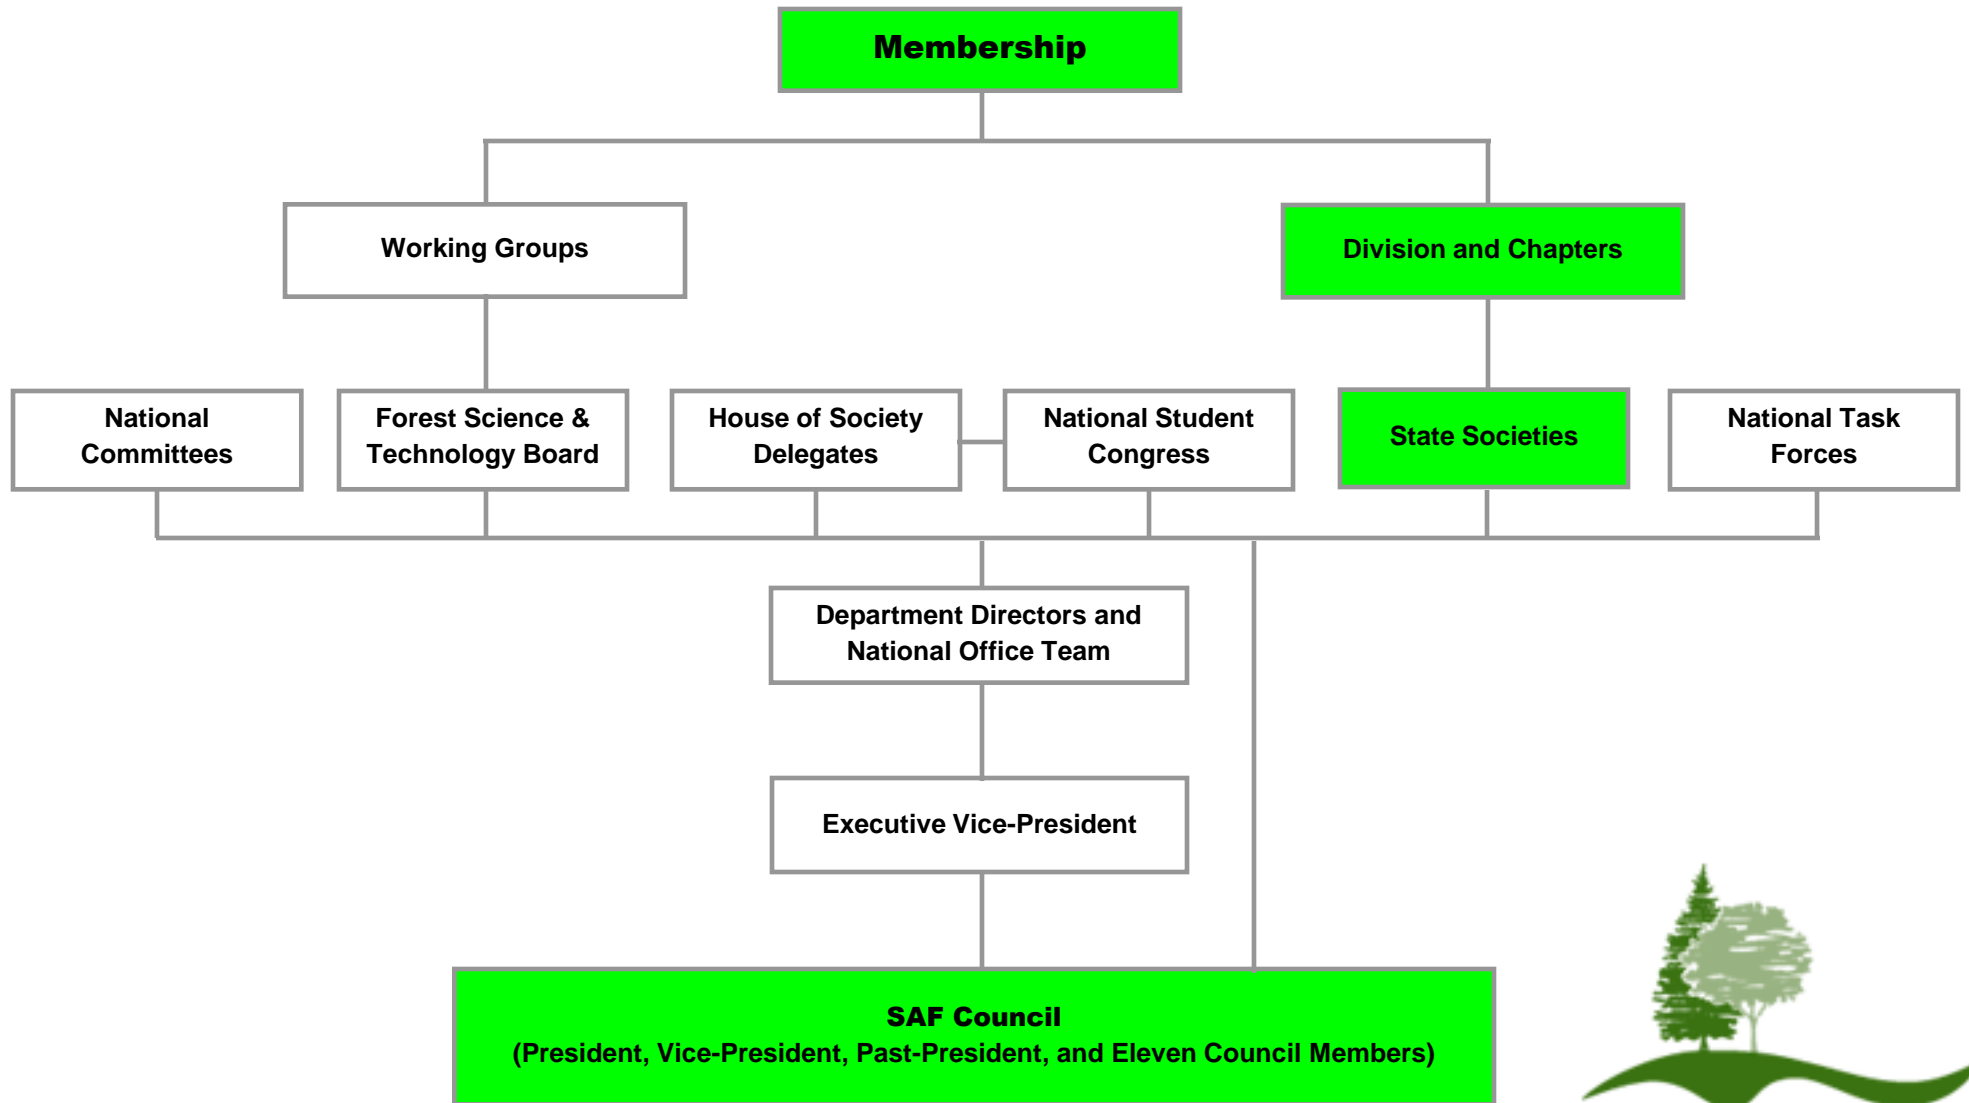 Membership
Working Groups
Division and Chapters
National
Committees
Forest Science &
Technology Board
House of Society
Delegates
National Student
Congress
State Societies
National Task
Forces
Department Directors and
National Office Team
Executive Vice-President
SAF Council
(President, Vice-President, Past-President, and Eleven Council Members)